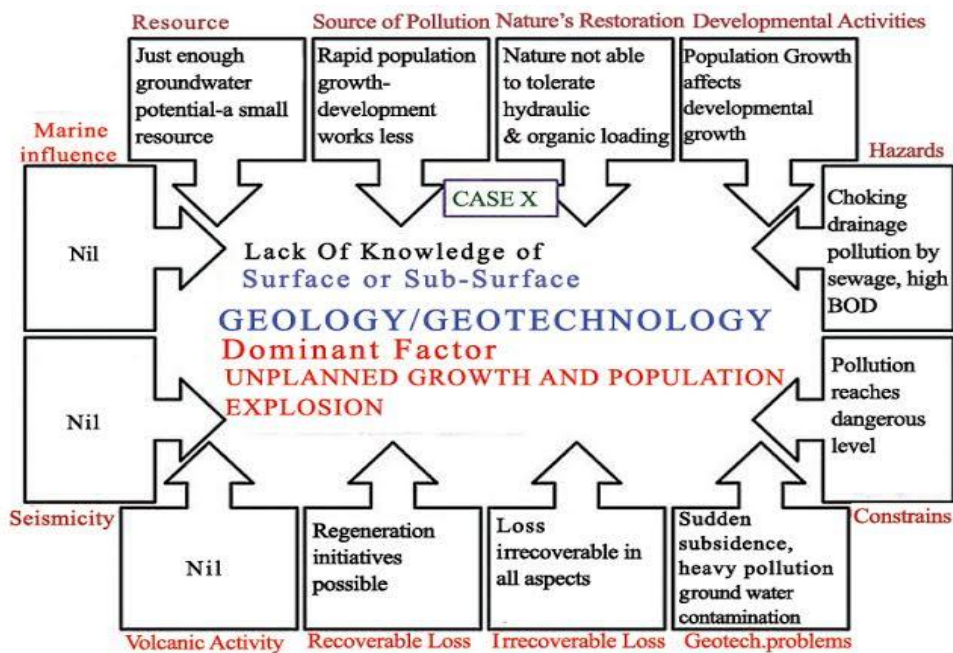 Resource
Source of Pollution
Nature's Restoration
Developmental Activities
Just enough
groundwater
potential-a small
resource
Rapid population
growth-
development
works less
Nature not able
to tolerate
hydraulic
& organic loading
Population Growth
affects
developmental
growth
Marine
influence
Nil
Hazards
Choking
drainage
pollution by
sewage, high
BOD
CASE X
Lack Of Knowledge of
Surface or Sub-Surface
GEOLOGY/GEOTECHNOLOGY
Dominant Factor
UNPLANNED GROWTH AND POPULATION
EXPLOSION
Nil
Seismicity
Pollution
reaches
dangerous
level
Constrains
Nil
Volcanic Activity
Regeneration
initiatives
possible
Recoverable Loss
Loss
irrecoverable in
all aspects
Irrecoverable Loss
Sudden
subsidence,
heavy pollution
ground water
contamination
Geotech.problems